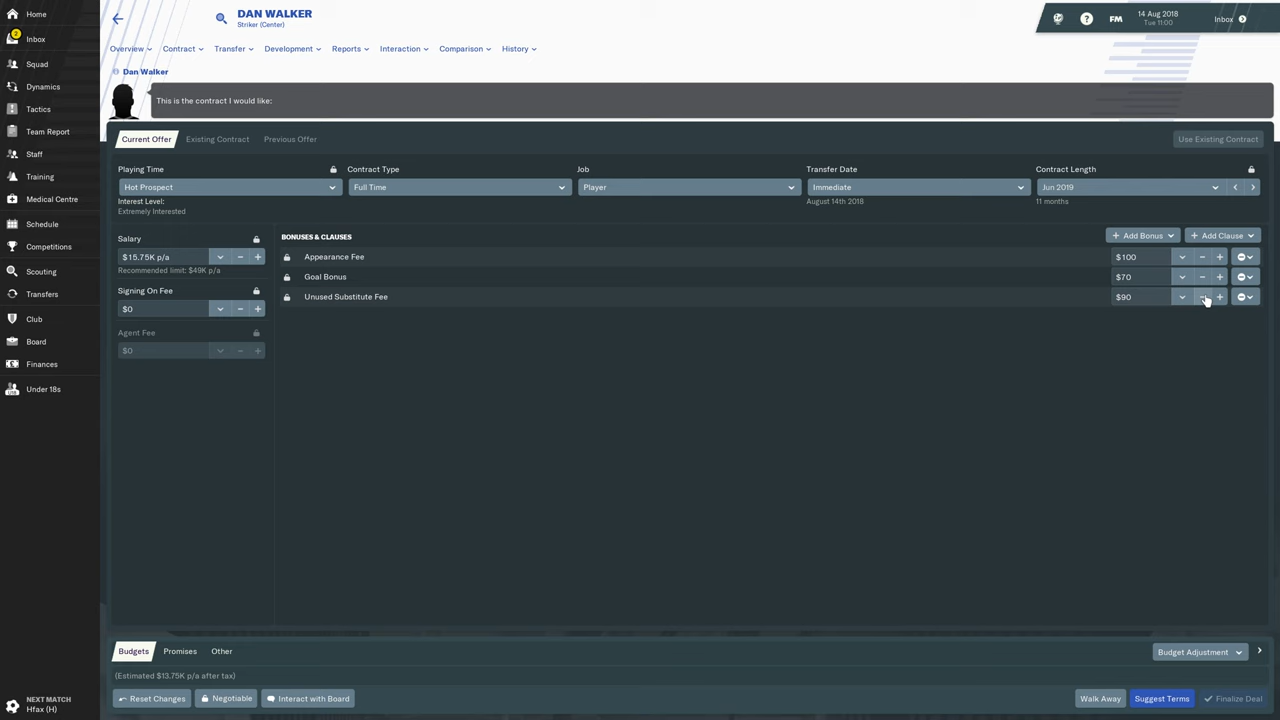 Home
DAN WALKER
Striker (Center)
? FM 14 Aug 2018
Tue 11:00
Inbox
2
Inbox
Overview Contract Transfer Development Reports Interaction Comparison History
Squad
Dan Walker
Dynamics
This is the contract I would like:
Tactics
Team Report
Current Offer Existing Contract Previous Offer
Use Existing Contract
Staff
Training
Medical Centre
Schedule
Competitions
Scouting
Transfers
Club
Board
Finances
Under 18s
Playing Time Contract Type Job Transfer Date Contract Length
Hot Prospect Full Time Player Immediate Jun 2019
Interest Level: August 14th 2018 11 months
Extremely Interested
Salary
$15.75K p/a
Recommended limit: $49K p/a
Signing On Fee
$0
Agent Fee
$0
BONUSES & CLAUSES
Add Bonus Add Clause
Appearance Fee $100
Goal Bonus $70
Unused Substitute Fee $90
Budgets Promises Other
Budget Adjustment
(Estimated $13.75K p/a after tax)
Reset Changes Negotiable Interact with Board
Walk Away Suggest Terms Finalize Deal
NEXT MATCH
Hfax (H)